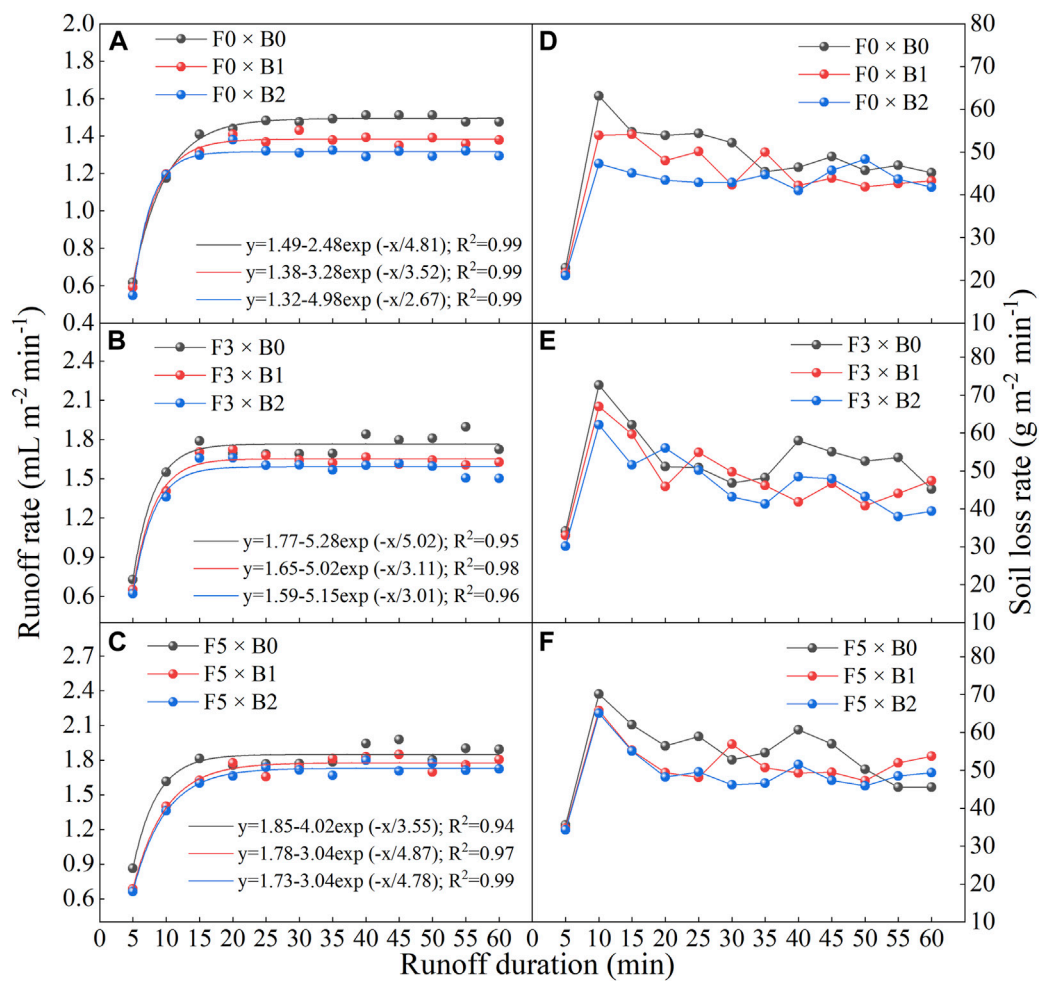 Runoff rate (mL m⁻² min⁻¹)
A
2.0
1.8
1.6
1.4
1.2
1.0
0.8
0.6
0.4
F0 × B0
F0 × B1
F0 × B2
y=1.49-2.48exp (-x/4.81); R²=0.99
y=1.38-3.28exp (-x/3.52); R²=0.99
y=1.32-4.98exp (-x/2.67); R²=0.99
D
F0 × B0
F0 × B1
F0 × B2
80
70
60
50
40
30
20
10
B
2.4
2.1
1.8
1.5
1.2
0.9
0.6
F3 × B0
F3 × B1
F3 × B2
y=1.77-5.28exp (-x/5.02); R²=0.95
y=1.65-5.02exp (-x/3.11); R²=0.98
y=1.59-5.15exp (-x/3.01); R²=0.96
E
F3 × B0
F3 × B1
F3 × B2
80
70
60
50
40
30
20
10
C
2.7
2.4
2.1
1.8
1.5
1.2
0.9
0.6
F5 × B0
F5 × B1
F5 × B2
y=1.85-4.02exp (-x/3.55); R²=0.94
y=1.78-3.04exp (-x/4.87); R²=0.97
y=1.73-3.04exp (-x/4.78); R²=0.99
F
F5 × B0
F5 × B1
F5 × B2
80
70
60
50
40
30
20
10
Soil loss rate (g m⁻² min⁻¹)
0 5 10 15 20 25 30 35 40 45 50 55 60 0 5 10 15 20 25 30 35 40 45 50 55 60
Runoff duration (min)